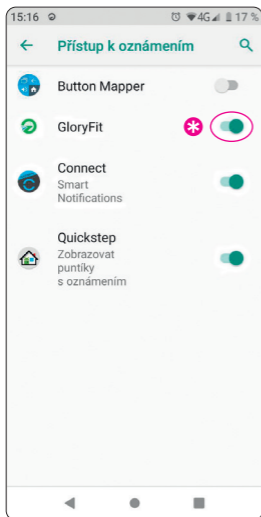 15:16 4G 17 %
Přístup k oznámením
Button Mapper
GloryFit
Connect
Smart
Notifications
Quickstep
Zobrazovat
puntíky
s oznámením